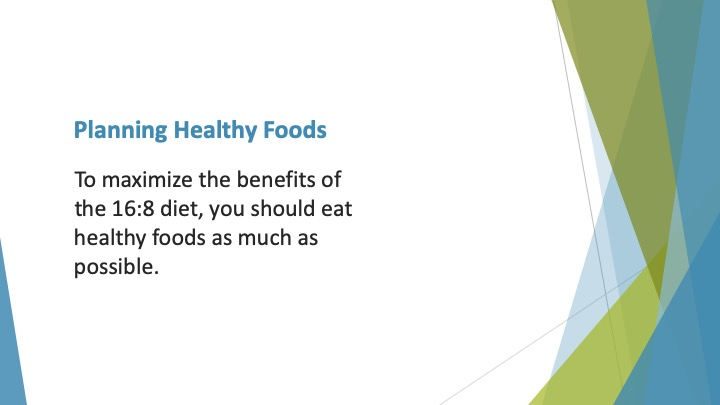 Planning Healthy Foods
To maximize the benefits of
the 16:8 diet, you should eat
healthy foods as much as
possible.